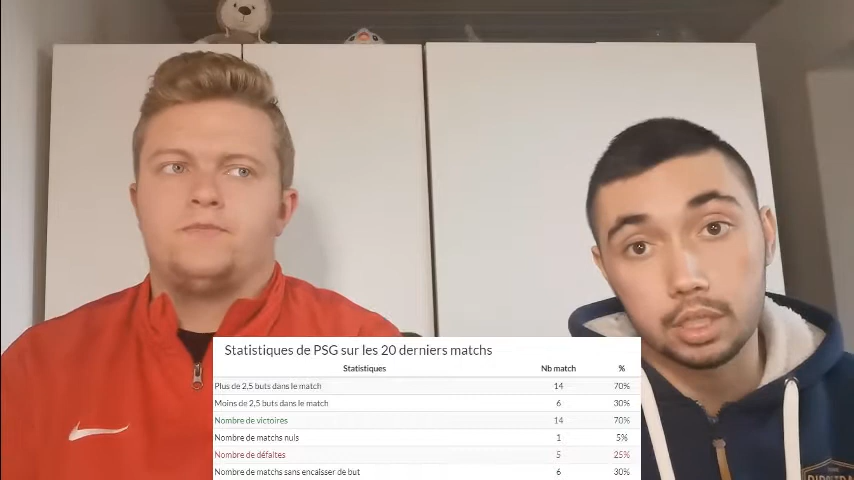 Statistiques de PSG sur les 20 derniers matchs
Statistiques Nb match %
Plus de 2,5 buts dans le match 14 70%
Moins de 2,5 buts dans le match 6 30%
Nombre de victoires 14 70%
Nombre de matchs nuls 1 5%
Nombre de défaites 5 25%
Nombre de matchs sans encaisser de but 6 30%